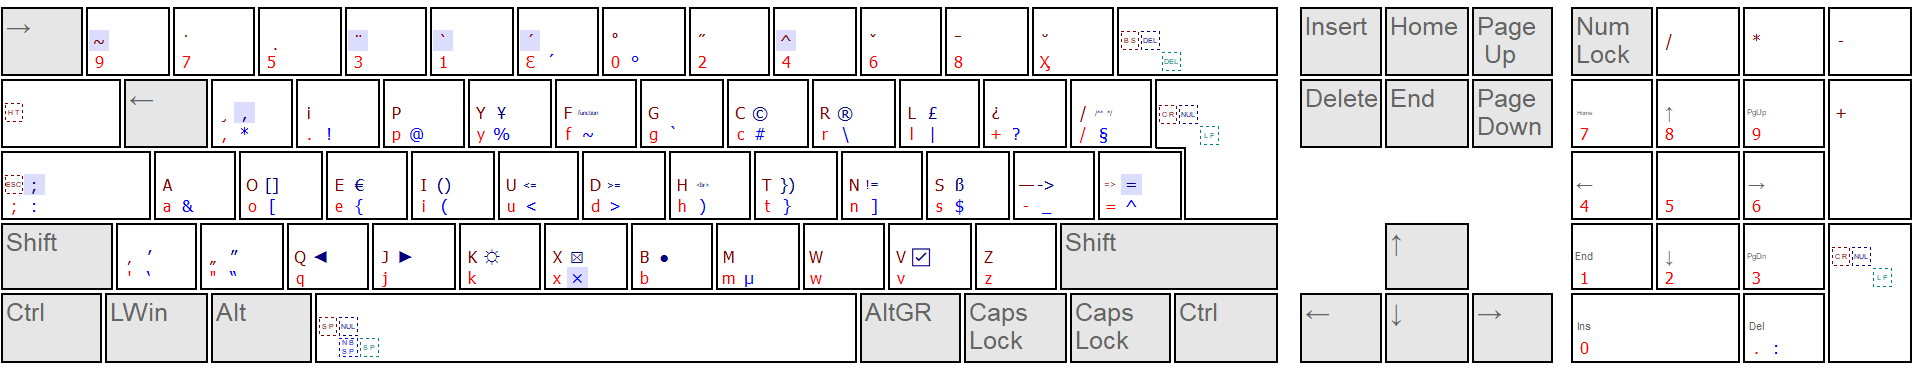 → ~ ˙ . ¨ ` ´ ° ˝ ^ ˇ ¯ ˘ BS DEL Insert Home Page Up Num Lock / * -
9 7 5 3 1 Ɛ ´ 0 ° 2 4 6 8 Ҳ DEL
HT ← ¸ , i P Y ¥ F function G C © R ® L £ ¿ / /** */ CR NUL Delete End Page Down Home ↑ PgUp +
, * . ! p @ y % f ~ g ` c # r \ l | + ? / § LF 7 8 9
ESC ; A O [] E € I () U <= D >= H <br> T }) N != S ß —-> => = ← →
; : a & o [ e { i ( u < d > h ) t } n ] s $ - _ = ^ 4 5 6
Shift ‚ ’ „ ” Q ◄ J ► K ☼ X ☒ B ● M W V ☑ Z Shift ↑ End ↓ PgDn CR NUL
' ‛ " “ q j k x × b m µ w v z 1 2 3 LF
Ctrl LWin Alt SP NUL AltGR Caps Lock Caps Lock Ctrl ← ↓ → Ins Del
NB SP SP 0 . :